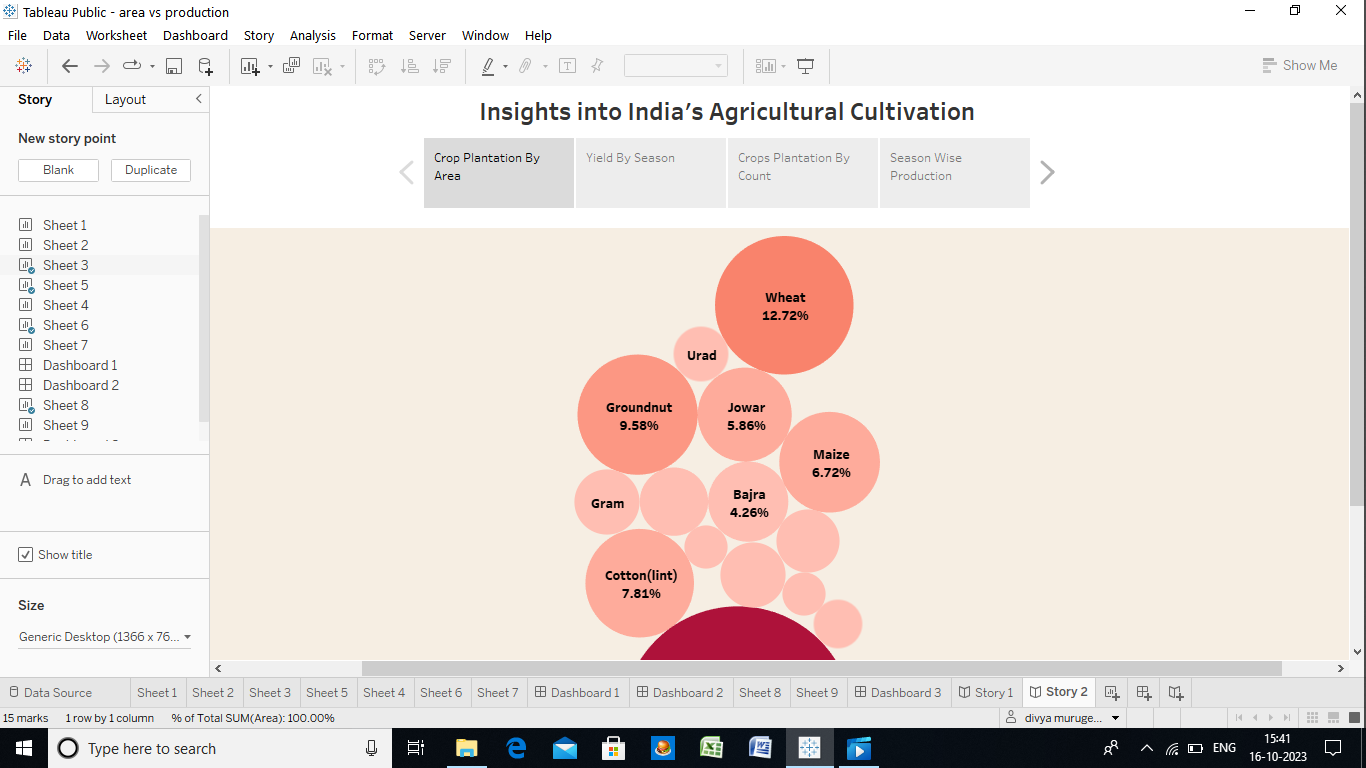 Tableau Public - area vs production
File Data Worksheet Dashboard Story Analysis Format Server Window Help
Show Me
Story Layout
New story point
Blank Duplicate
Sheet 1
Sheet 2
Sheet 3
Sheet 5
Sheet 4
Sheet 6
Sheet 7
Dashboard 1
Dashboard 2
Sheet 8
Sheet 9
A Drag to add text
Show title
Size
Generic Desktop (1366 x 76...
Insights into India's Agricultural Cultivation
Crop Plantation By
Area
Yield By Season
Crops Plantation By
Count
Season Wise
Production
Wheat
12.72%
Urad
Groundnut
9.58%
Jowar
5.86%
Maize
6.72%
Gram
Bajra
4.26%
Cotton(lint)
7.81%
Data Source Sheet 1 Sheet 2 Sheet 3 Sheet 5 Sheet 4 Sheet 6 Sheet 7 Dashboard 1 Dashboard 2 Sheet 8 Sheet 9 Dashboard 3 Story 1 Story 2
15 marks 1 row by 1 column % of Total SUM(Area): 100.00% divya muruge...
Type here to search
ENG
15:41
16-10-2023